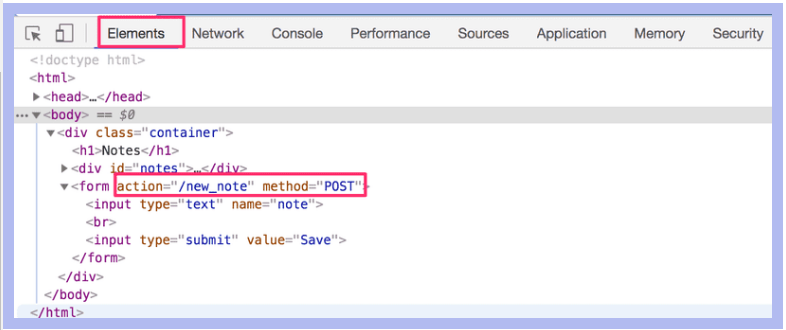 Elements Network Console Performance Sources Application Memory Security
<!doctype html>
<html>
▶<head>…</head>
…▼<body> == $0
▼<div class="container">
<h1>Notes</h1>
▶<div id="notes">…</div>
▼<form action="/new_note" method="POST">
<input type="text" name="note">
<br>
<input type="submit" value="Save">
</form>
</div>
</body>
</html>